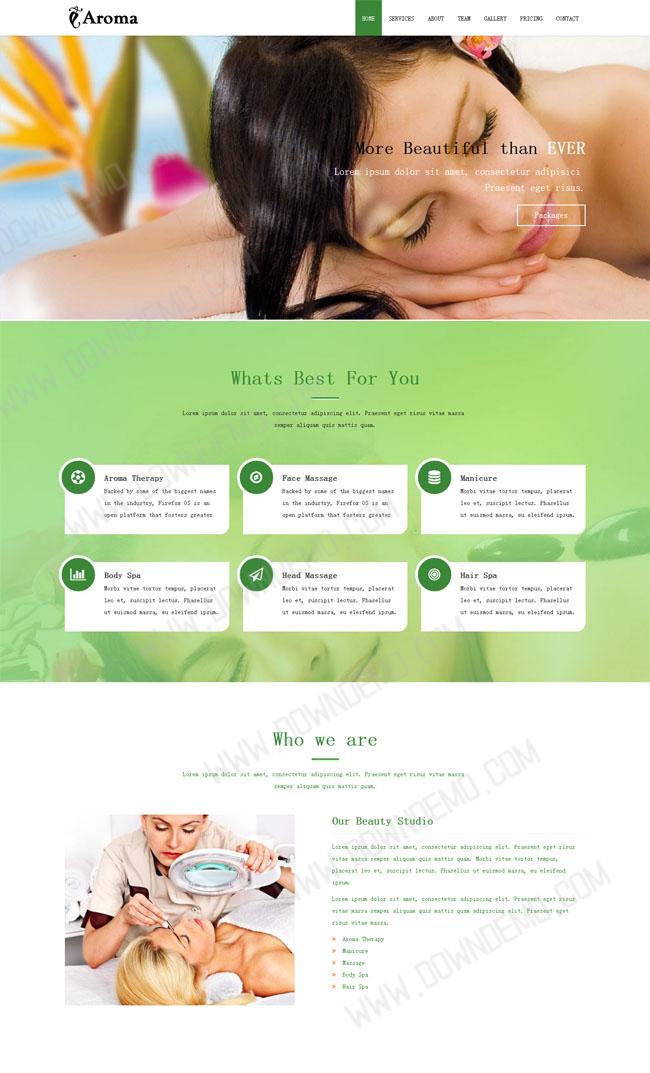 Aroma
HOME SERVICES ABOUT TEAM GALLERY PRICING CONTACT
More Beautiful than EVER
Lorem ipsum dolor sit amet, consectetur adipisici
Praesent eget risus.
Packages
Whats Best For You
Lorem ipsum dolor sit amet, consectetur adipiscing elit. Praesent eget risus vitae massa
semper aliquam quis mattis quam.
Aroma Therapy
Backed by some of the biggest names
in the industry, Firefox OS is an
open platform that fosters greater
Face Massage
Backed by some of the biggest names
in the industry, Firefox OS is an
open platform that fosters greater
Manicure
Morbi vitae tortor tempus, placerat
leo et, suscipit lectus. Phasellus
ut euismod massa, eu eleifend ipsum.
Body Spa
Morbi vitae tortor tempus, placerat
leo et, suscipit lectus. Phasellus
ut euismod massa, eu eleifend ipsum.
Head Massage
Morbi vitae tortor tempus, placerat
leo et, suscipit lectus. Phasellus
ut euismod massa, eu eleifend ipsum.
Hair Spa
Morbi vitae tortor tempus, placerat
leo et, suscipit lectus. Phasellus
ut euismod massa, eu eleifend ipsum.
Who we are
Lorem ipsum dolor sit amet, consectetur adipiscing elit. Praesent eget risus vitae massa
semper aliquam quis mattis quam.
Our Beauty Studio
Lorem ipsum dolor sit amet, consectetur adipiscing elit. Praesent eget risus
vitae massa semper aliquam quis mattis quam. Morbi vitae tortor tempus,
placerat leo et, suscipit lectus. Phasellus ut euismod massa, eu eleifend
ipsum.
Lorem ipsum dolor sit amet, consectetur adipiscing elit. Praesent eget risus
vitae massa semper aliquam quis mattis quam adipiscing elit. Praesent eget
risus vitae massa.
» Aroma Therapy
» Manicure
» Massage
» Body Spa
» Hair Spa
WWW.DOWNDEMO.COM
WWW.DOWNDEMO.COM
WWW.DOWNDEMO.COM
WWW.DOWNDEMO.COM
WWW.DOWNDEMO.COM